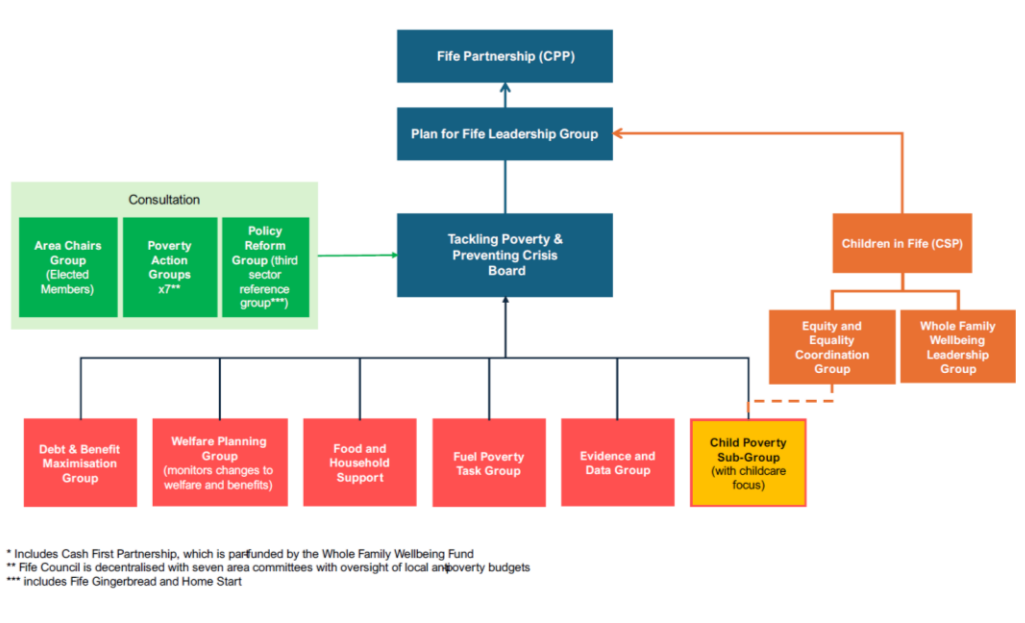 Fife Partnership (CPP)
Plan for Fife Leadership Group
Consultation
Area Chairs
Group
(Elected
Members)
Poverty
Action
Groups
x7**
Policy
Reform
Group (third
sector
reference
group***)
Tackling Poverty &
Preventing Crisis
Board
Children in Fife (CSP)
Equity and
Equality
Coordination
Group
Whole Family
Wellbeing
Leadership
Group
Debt & Benefit
Maximisation
Group
Welfare Planning
Group
(monitors changes to
welfare and benefits)
Food and
Household
Support
Fuel Poverty
Task Group
Evidence and
Data Group
Child Poverty
Sub-Group
(with childcare
focus)
* Includes Cash First Partnership, which is part-funded by the Whole Family Wellbeing Fund
** Fife Council is decentralised with seven area committees with oversight of local anti-poverty budgets
*** includes Fife Gingerbread and Home Start